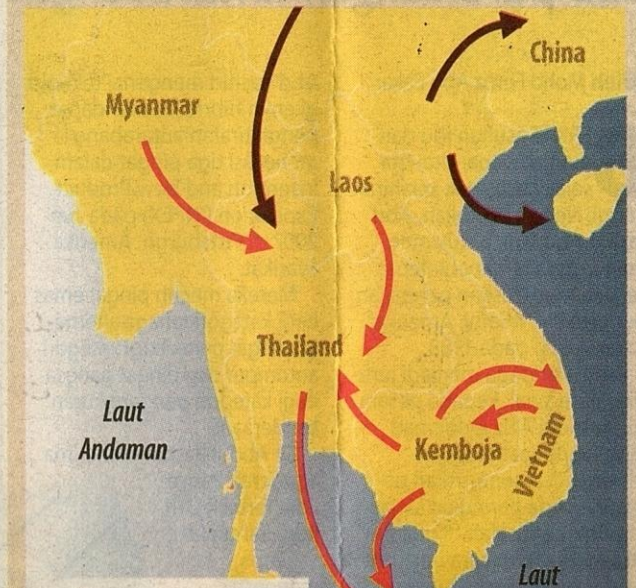 China
Myanmar
Laos
Thailand
Laut
Andaman
Kemboja
Vietnam
Laut